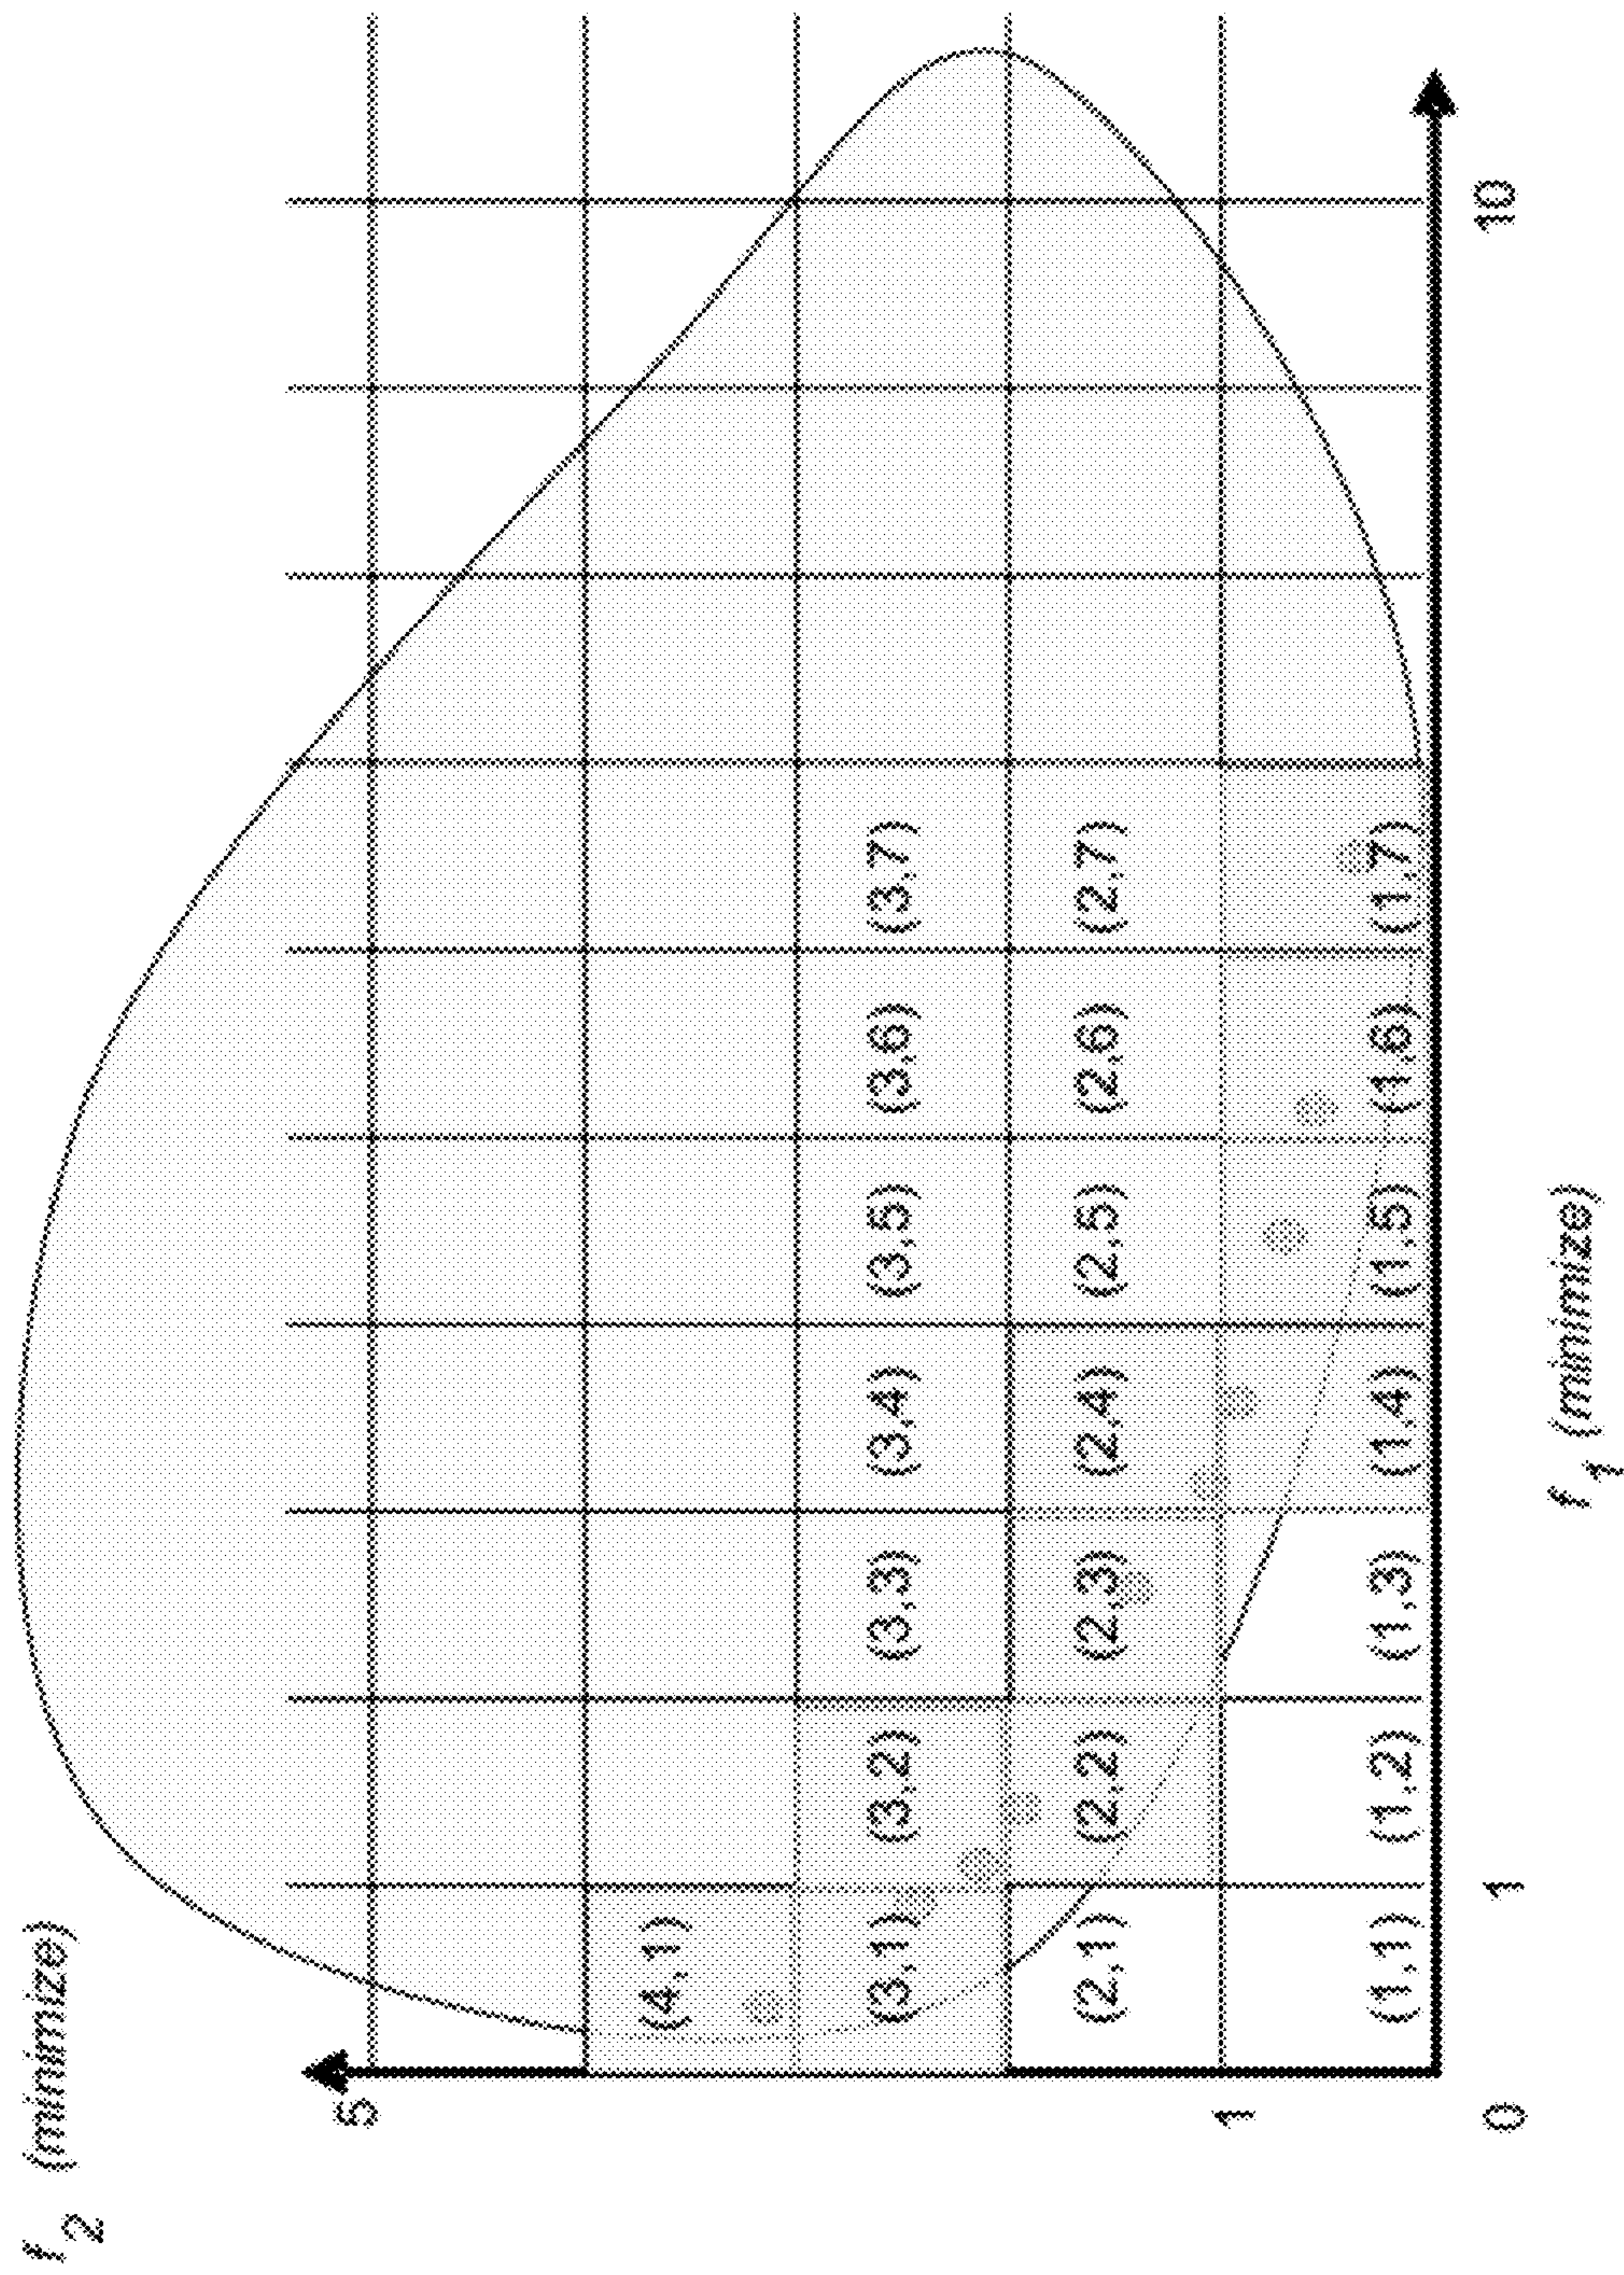 f 2 (minimize)
5
(4,1)
(3,1) (3,2) (3,3) (3,4) (3,5) (3,6) (3,7)
(2,1) (2,2) (2,3) (2,4) (2,5) (2,6) (2,7)
1
(1,1) (1,2) (1,3) (1,4) (1,5) (1,6) (1,7)
0 1 10
f 1 (minimize)